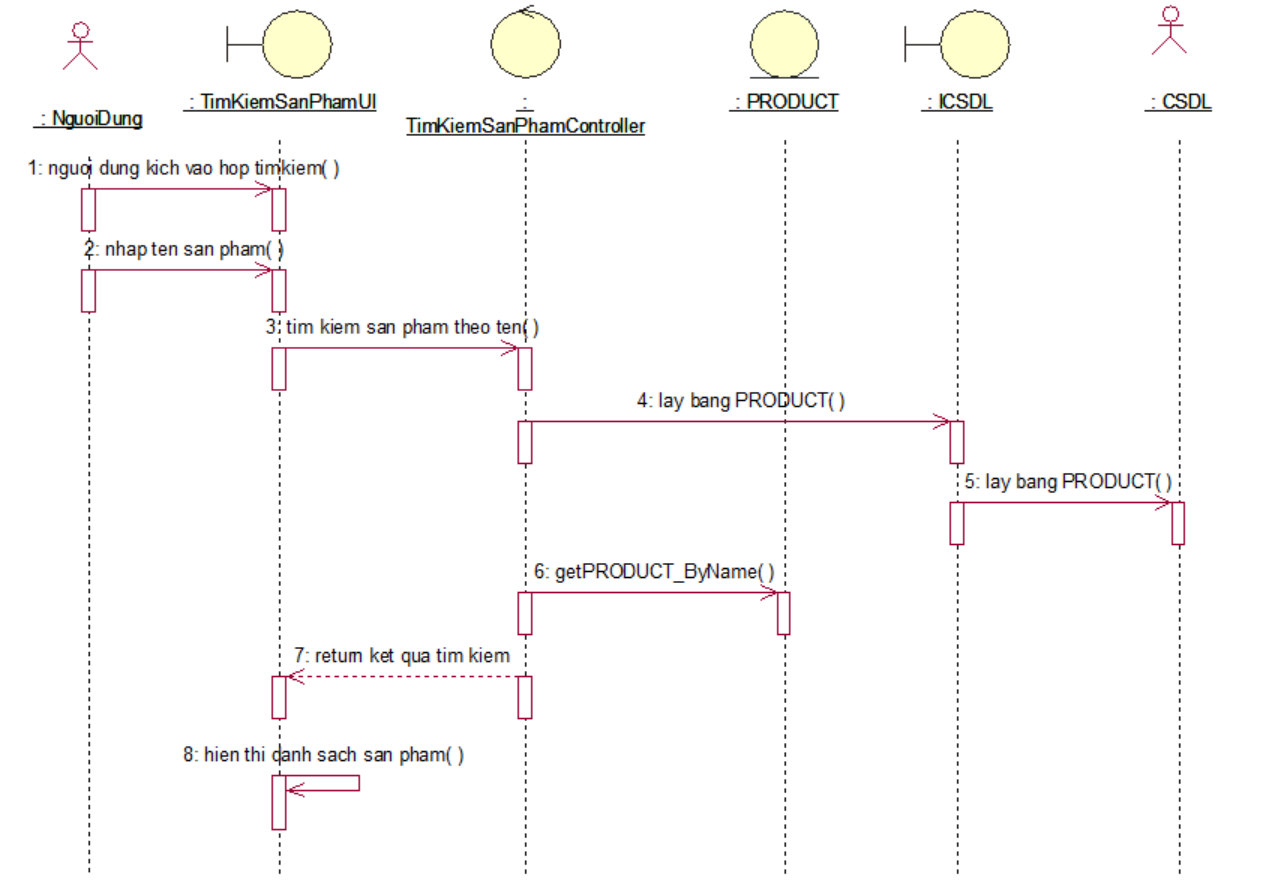 : NguoiDung
: TimKiemSanPhamUI
:
TimKiemSanPhamController
: PRODUCT
: ICSDL
: CSDL
1: nguoi dung kich vao hop timkiem( )
2: nhap ten san pham( )
3: tim kiem san pham theo ten( )
4: lay bang PRODUCT( )
5: lay bang PRODUCT( )
6: getPRODUCT_ByName( )
7: return ket qua tim kiem
8: hien thi danh sach san pham( )